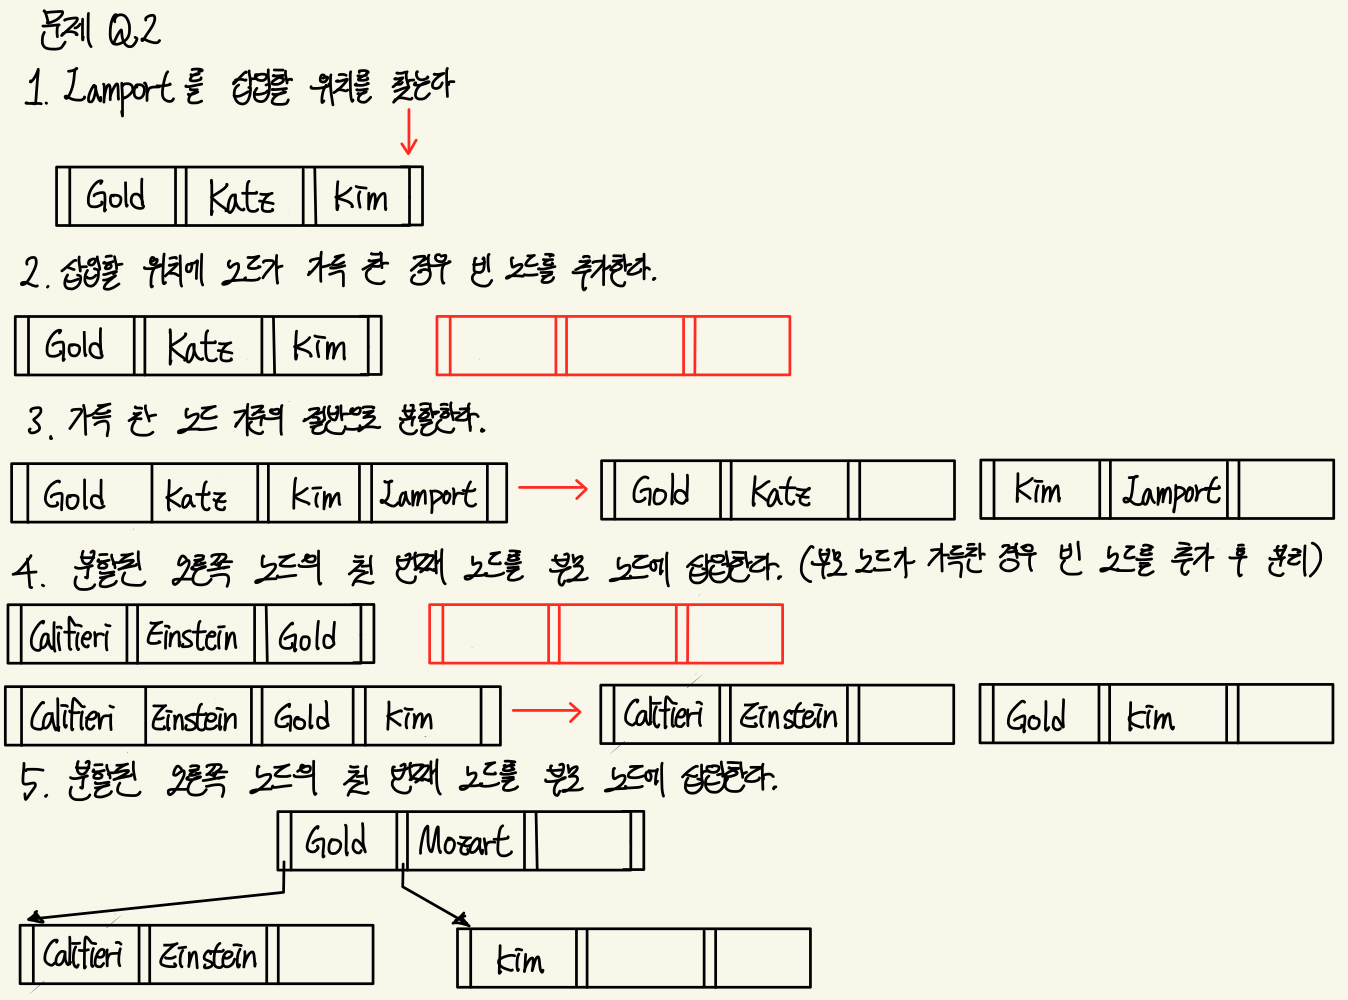 문제 Q.2
1. Lamport를 삽입할 위치를 찾는다
Gold Katz Kim
2. 삽입할 위치에 노드가 가득 찬 경우 빈 노드를 추가한다.
Gold Katz Kim
3. 가득 찬 노드 기준의 절반으로 분할한다.
Gold Katz Kim Lamport Gold Katz Kim Lamport
4. 분할된 오른쪽 노드의 첫 번째 노드를 부모 노드에 삽입한다. (부모 노드가 가득찬 경우 빈 노드를 추가 후 분리)
Califieri Einstein Gold
Califieri Einstein Gold Kim Califieri Einstein Gold Kim
5. 분할된 오른쪽 노드의 첫 번째 노드를 부모 노드에 삽입한다.
Gold Mozart
Califieri Einstein Kim